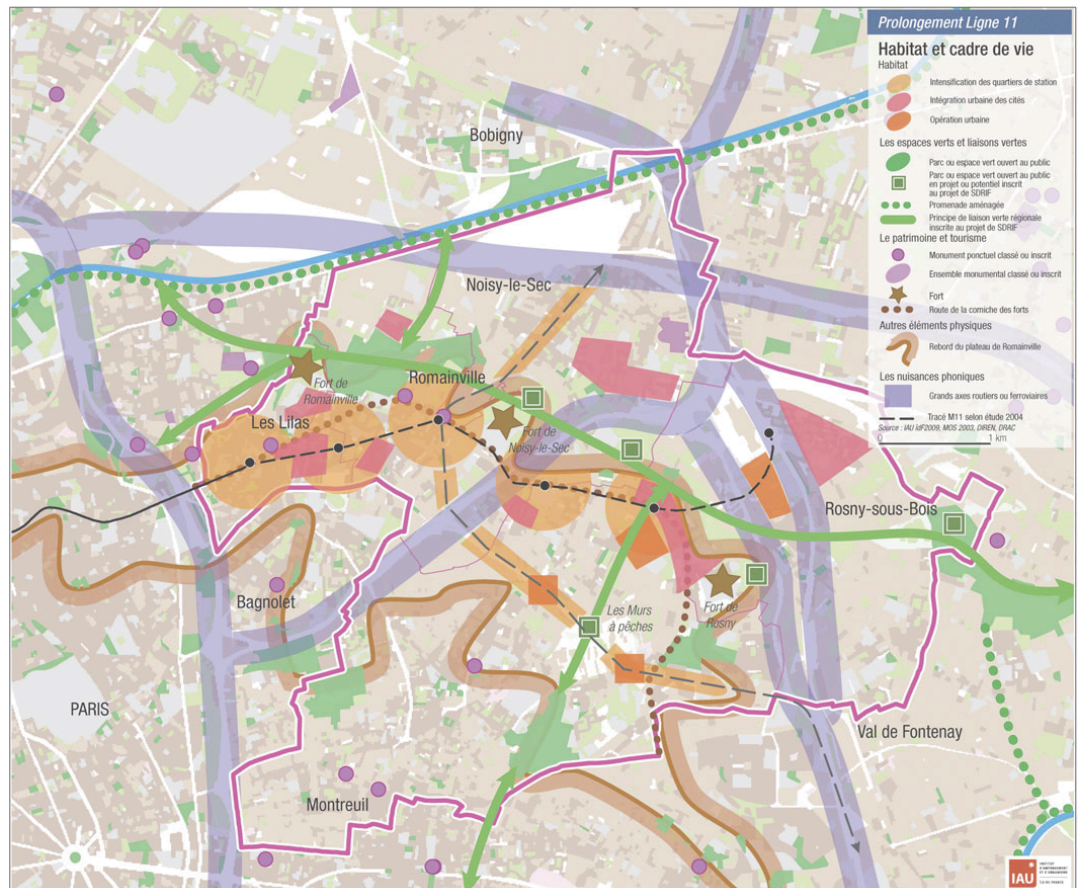 Prolongement Ligne 11
Habitat et cadre de vie
Habitat
Intensification des quartiers de station
Intégration urbaine des cités
Opération urbaine
Les espaces verts et liaisons vertes
Parc ou espace vert ouvert au public
Parc ou espace vert ouvert au public
en projet ou potentiel inscrit
au projet de SDRIF
Promenade aménagée
Principe de liaison verte régionale
inscrite au projet de SDRIF
Le patrimoine et tourisme
Monument ponctuel classé ou inscrit
Ensemble monumental classé ou inscrit
Fort
Route de la corniche des forts
Autres éléments physiques
Rebord du plateau de Romainville
Les nuisances phoniques
Grands axes routiers ou ferroviaires
Tracé M11 selon étude 2004
Source : IAU îdF2009, MOS 2003, DIREN, DRAC
0 1 km
Bobigny
Noisy-le-Sec
Romainville
Fort de
Romainville
Les Lilas
Fort de
Noisy-le-Sec
Rosny-sous-Bois
Bagnolet
Les Murs
à pêches
Fort de
Rosny
PARIS
Val de Fontenay
Montreuil
IAU